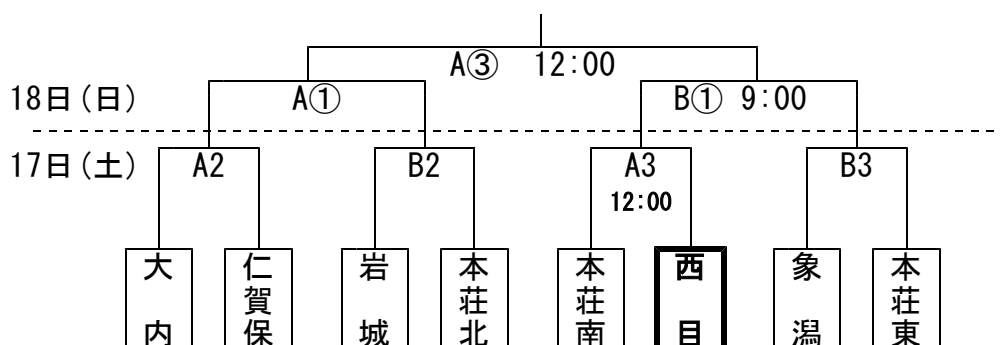 A③ 12:00
18日(日) A① B① 9:00
17日(土) A2 B2 A3 B3
12:00
大内
仁賀保
岩城
本荘北
本荘南
西目
象潟
本荘東